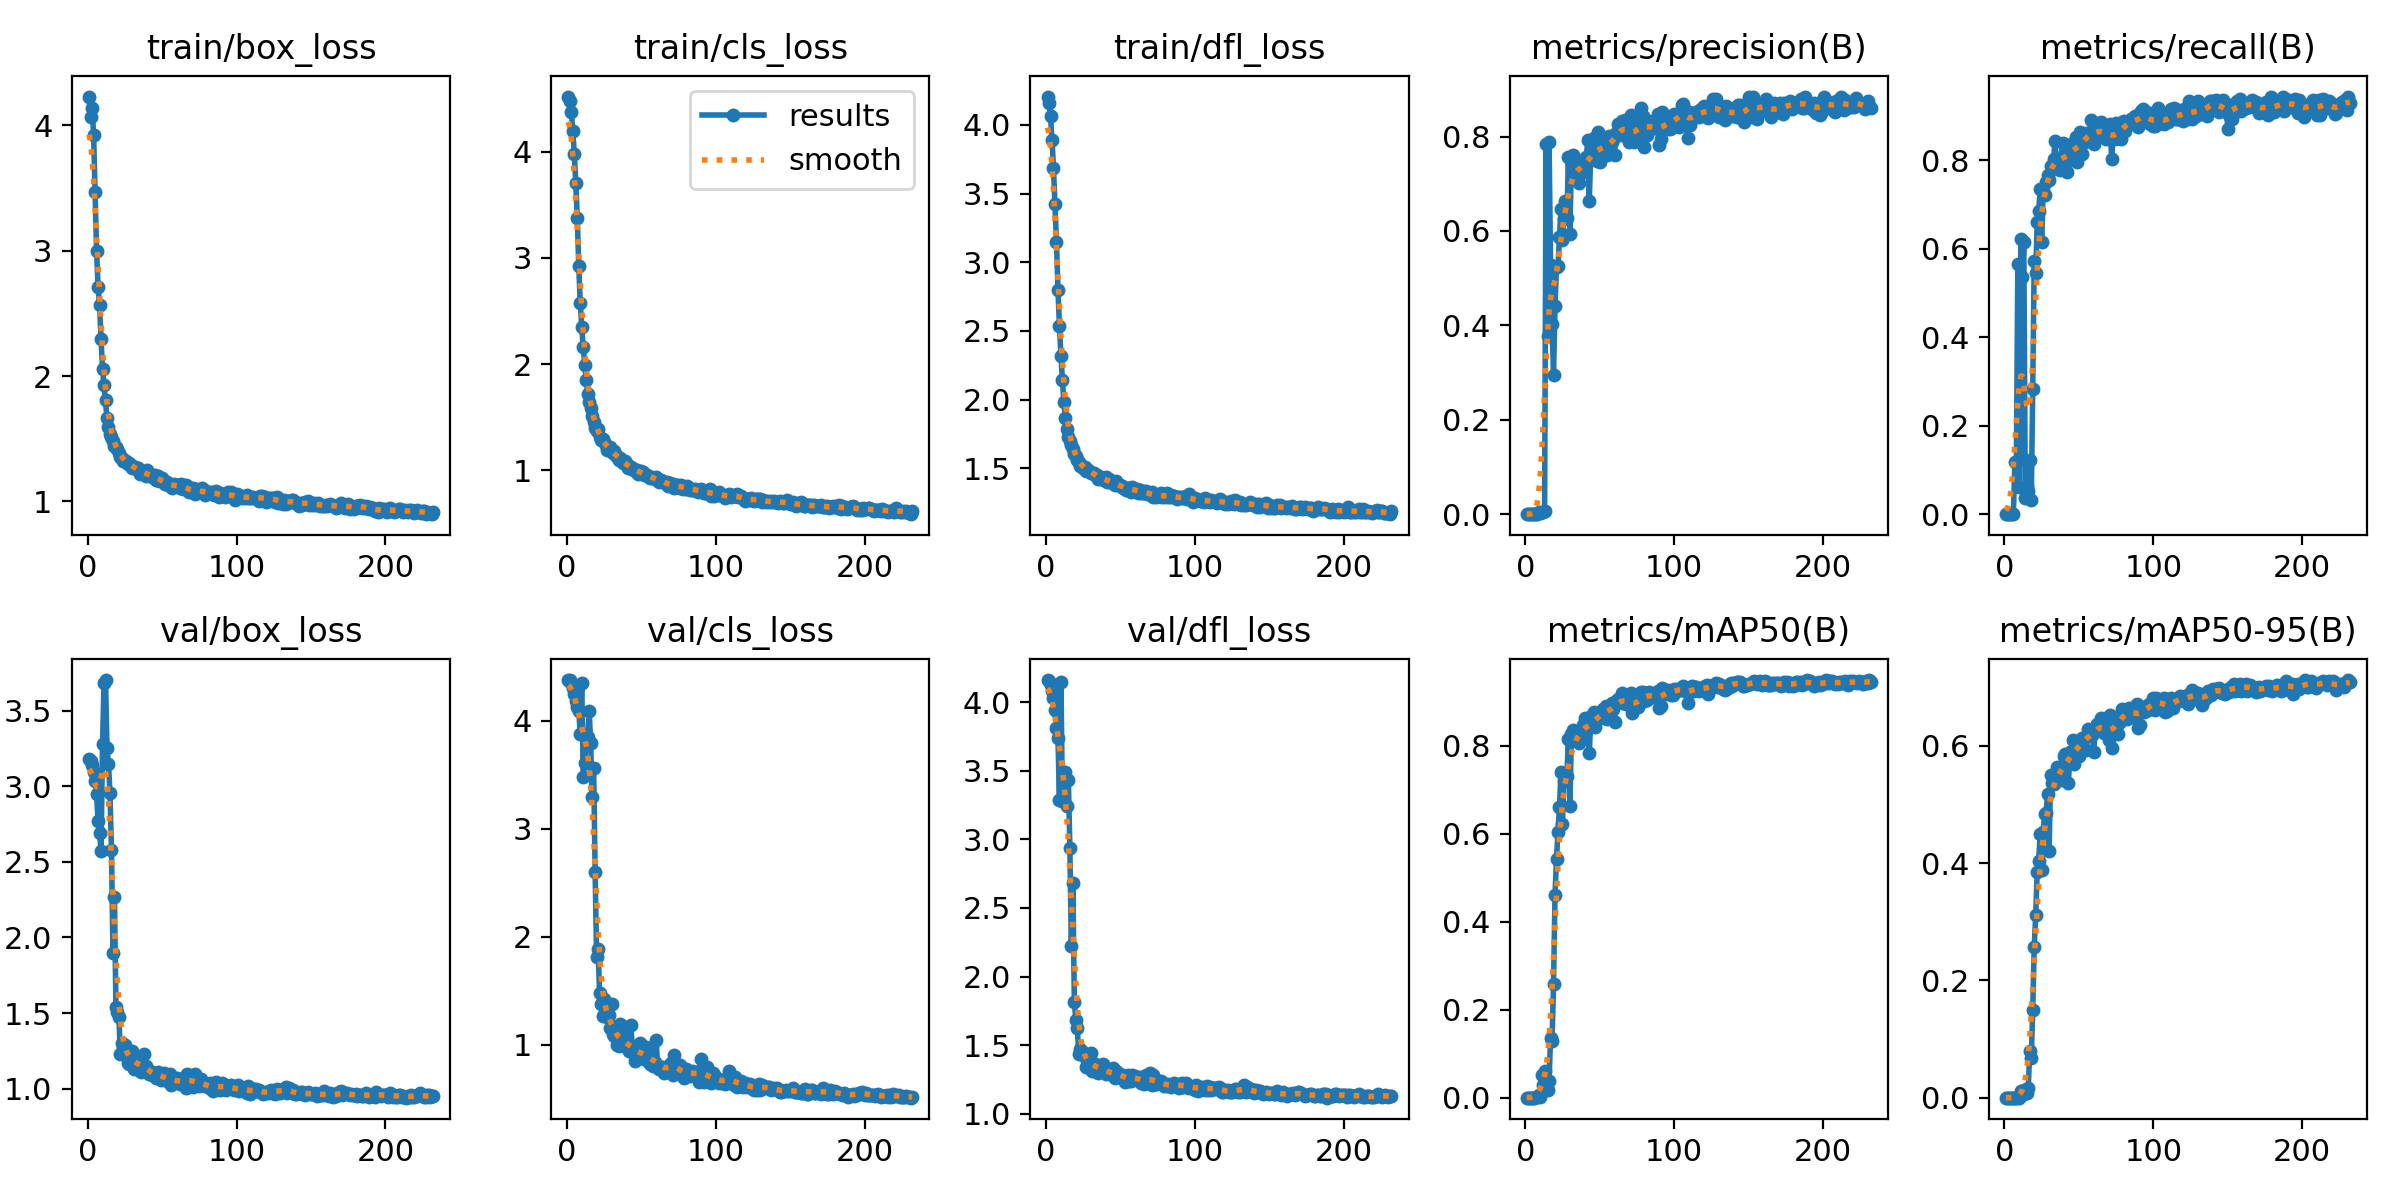 train/box_loss
4
3
2
1
0 100 200
train/cls_loss
results
smooth
4
3
2
1
0 100 200
train/dfl_loss
4.0
3.5
3.0
2.5
2.0
1.5
0 100 200
metrics/precision(B)
0.8
0.6
0.4
0.2
0.0
0 100 200
metrics/recall(B)
0.8
0.6
0.4
0.2
0.0
0 100 200
val/box_loss
3.5
3.0
2.5
2.0
1.5
1.0
0 100 200
val/cls_loss
4
3
2
1
0 100 200
val/dfl_loss
4.0
3.5
3.0
2.5
2.0
1.5
1.0
0 100 200
metrics/mAP50(B)
0.8
0.6
0.4
0.2
0.0
0 100 200
metrics/mAP50-95(B)
0.6
0.4
0.2
0.0
0 100 200